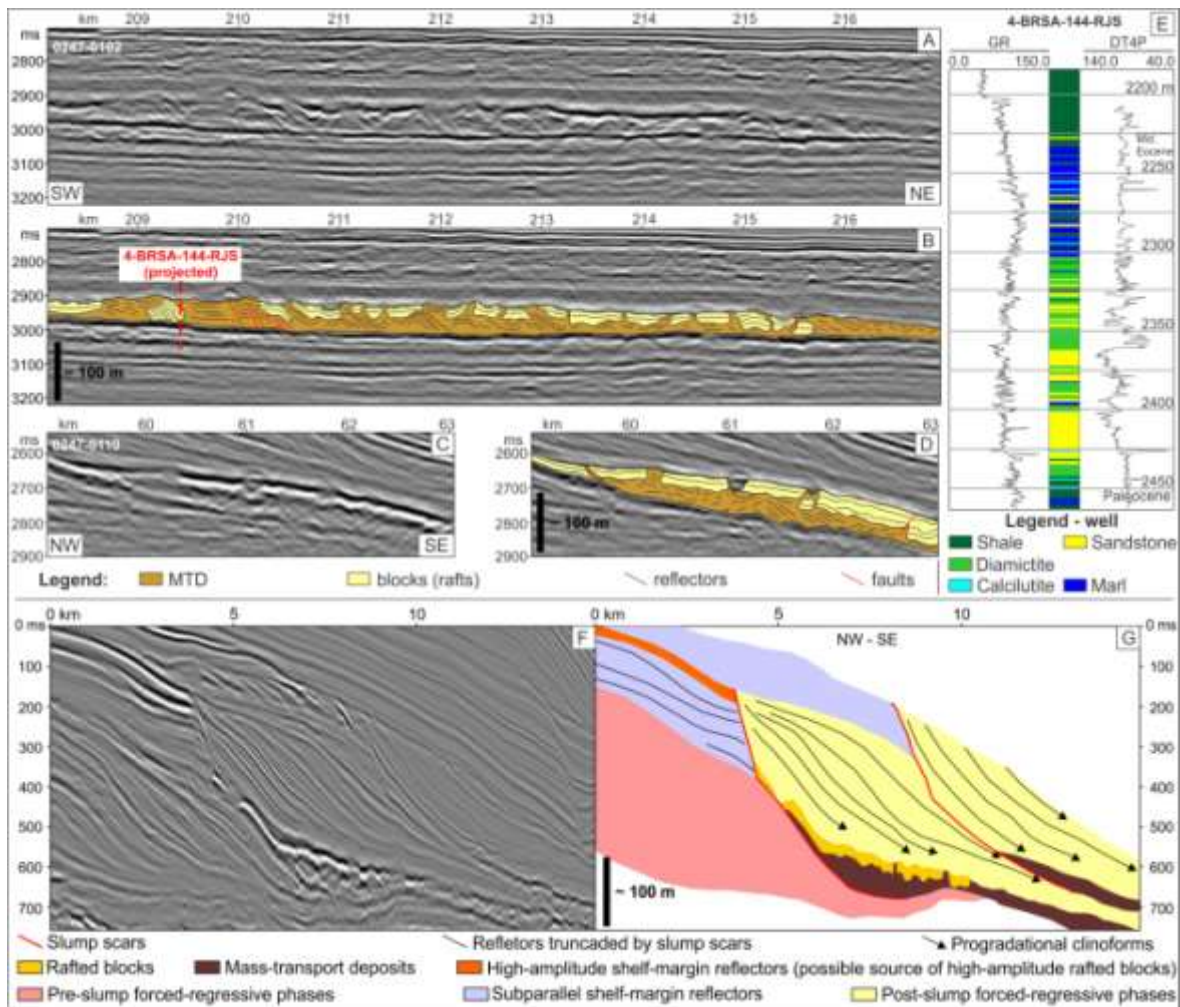 km 209 210 211 212 213 214 215 216
ms
0247-0102
A
2800
2900
3000
3100
3200
SW
NE
km 209 210 211 212 213 214 215 216
ms
B
4-BRSA-144-RJS
(projected)
2800
2900
3000
3100
3200
~ 100 m
km 60 61 62 63
ms
0247-0110
C
2600
2700
2800
2900
NW
SE
km 60 61 62 63
ms
D
2600
2700
2800
2900
~ 100 m
Legend: MTD blocks (rafts) reflectors faults
4-BRSA-144-RJS
E
GR DT4P
0.0 150.0 140.0 40.0
2200 m
Mid.
Eocene
2250
2300
2350
2400
2450
Paleocene
Legend - well
Shale Sandstone
Diamictite
Calcilutite Marl
0 km 5 10
F
0 ms
100
200
300
400
500
600
700
0 km 5 10
NW - SE
G
0 ms
100
200
300
400
500
600
700
~ 100 m
Slump scars Refletors truncaded by slump scars Progradational clinoforms
Rafted blocks Mass-transport deposits High-amplitude shelf-margin reflectors (possible source of high-amplitude rafted blocks)
Pre-slump forced-regressive phases Subparallel shelf-margin reflectors Post-slump forced-regressive phases